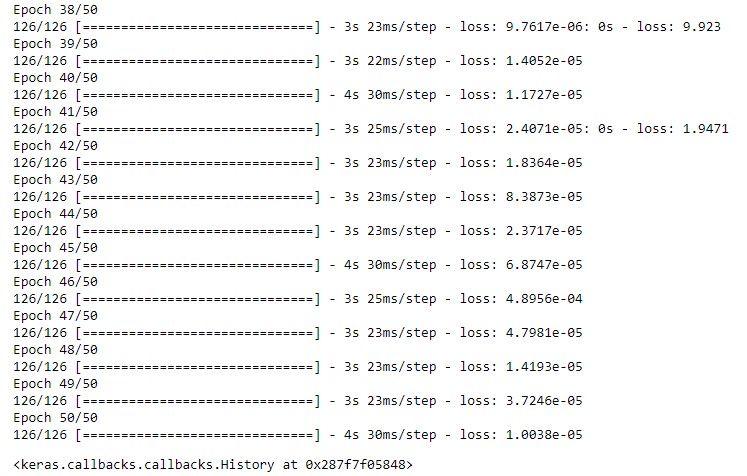 Epoch 38/50
126/126 [==============================] - 3s 23ms/step - loss: 9.7617e-06: 0s - loss: 9.923
Epoch 39/50
126/126 [==============================] - 3s 22ms/step - loss: 1.4052e-05
Epoch 40/50
126/126 [==============================] - 4s 30ms/step - loss: 1.1727e-05
Epoch 41/50
126/126 [==============================] - 3s 25ms/step - loss: 2.4071e-05: 0s - loss: 1.9471
Epoch 42/50
126/126 [==============================] - 3s 23ms/step - loss: 1.8364e-05
Epoch 43/50
126/126 [==============================] - 3s 23ms/step - loss: 8.3873e-05
Epoch 44/50
126/126 [==============================] - 3s 23ms/step - loss: 2.3717e-05
Epoch 45/50
126/126 [==============================] - 4s 30ms/step - loss: 6.8747e-05
Epoch 46/50
126/126 [==============================] - 3s 25ms/step - loss: 4.8956e-04
Epoch 47/50
126/126 [==============================] - 3s 23ms/step - loss: 4.7981e-05
Epoch 48/50
126/126 [==============================] - 3s 23ms/step - loss: 1.4193e-05
Epoch 49/50
126/126 [==============================] - 3s 23ms/step - loss: 3.7246e-05
Epoch 50/50
126/126 [==============================] - 4s 30ms/step - loss: 1.0038e-05
<keras.callbacks.callbacks.History at 0x287f7f05848>